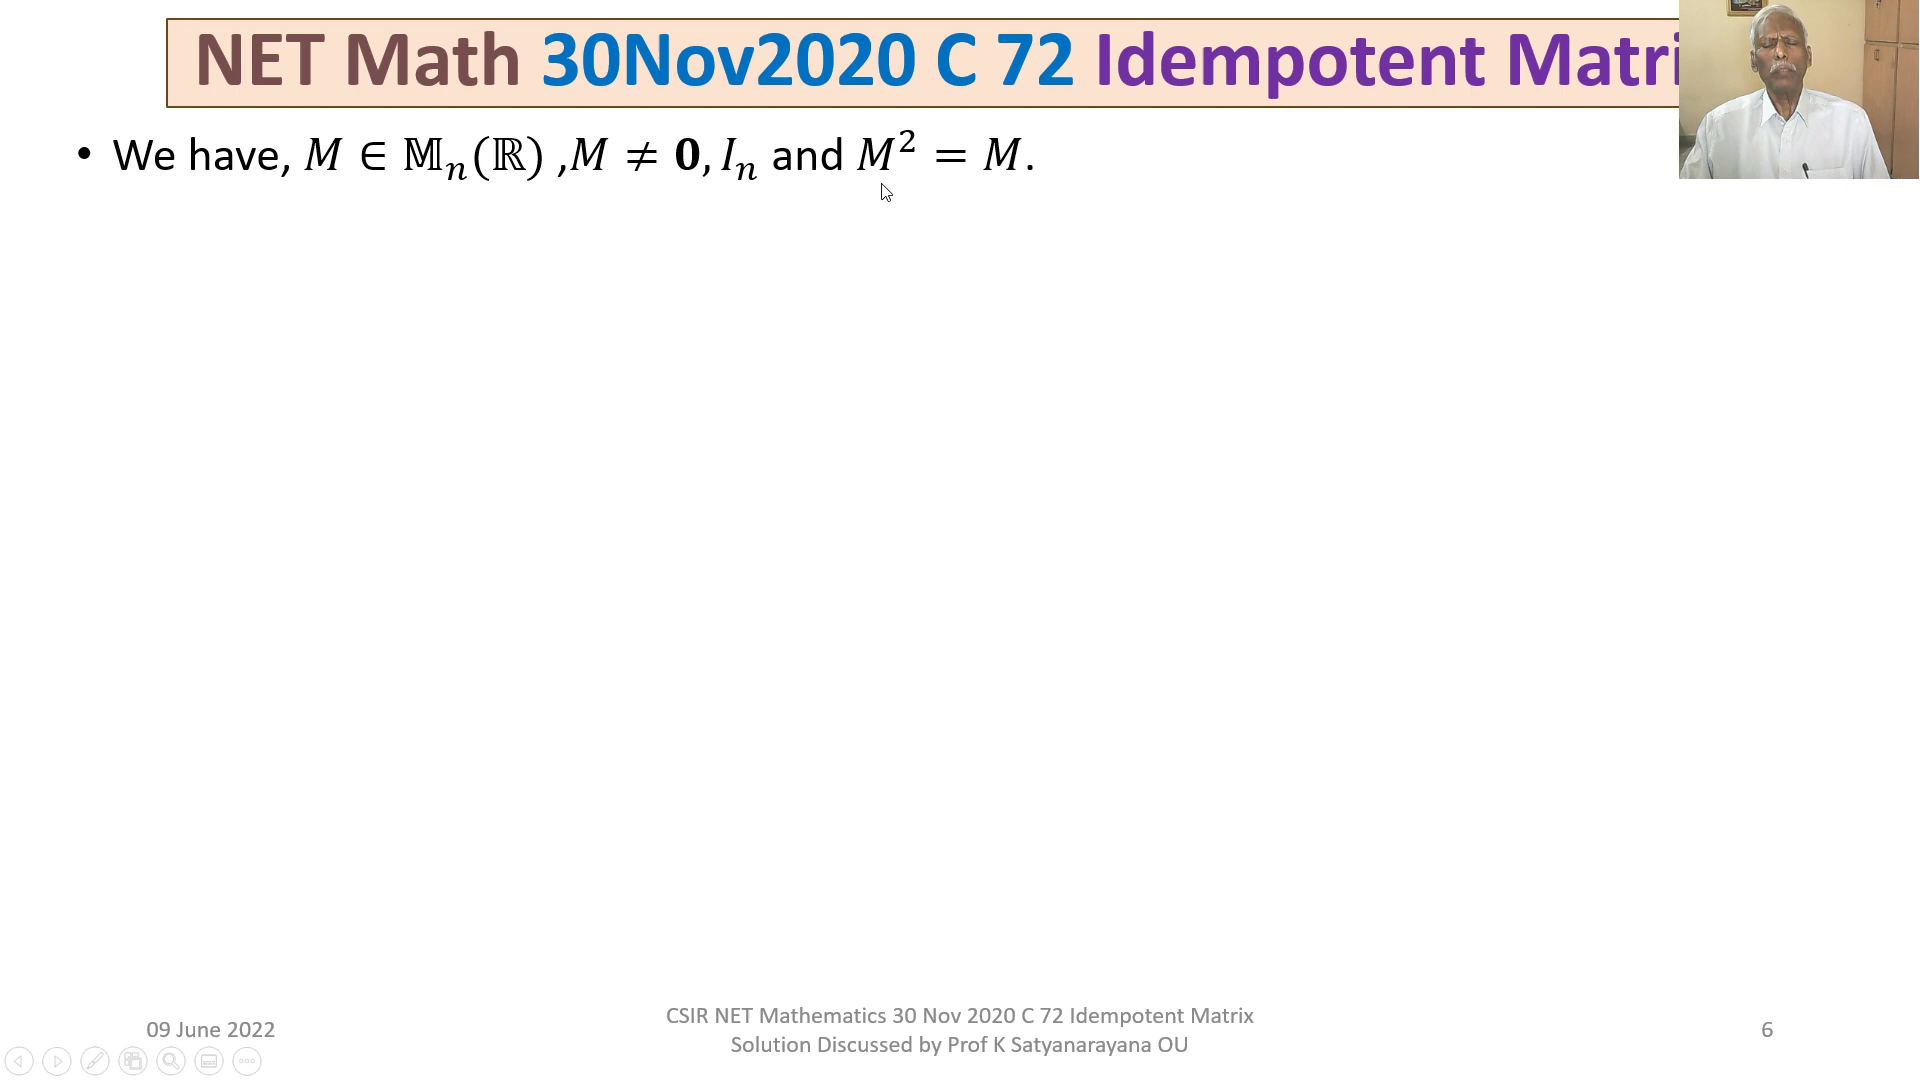 NET Math 30Nov2020 C 72 Idempotent Matri
• We have, 𝑀 ∈ 𝕄ₙ(ℝ) ,𝑀 ≠ 𝟎, 𝐼ₙ and 𝑀² = 𝑀.
09 June 2022
CSIR NET Mathematics 30 Nov 2020 C 72 Idempotent Matrix
Solution Discussed by Prof K Satyanarayana OU
6